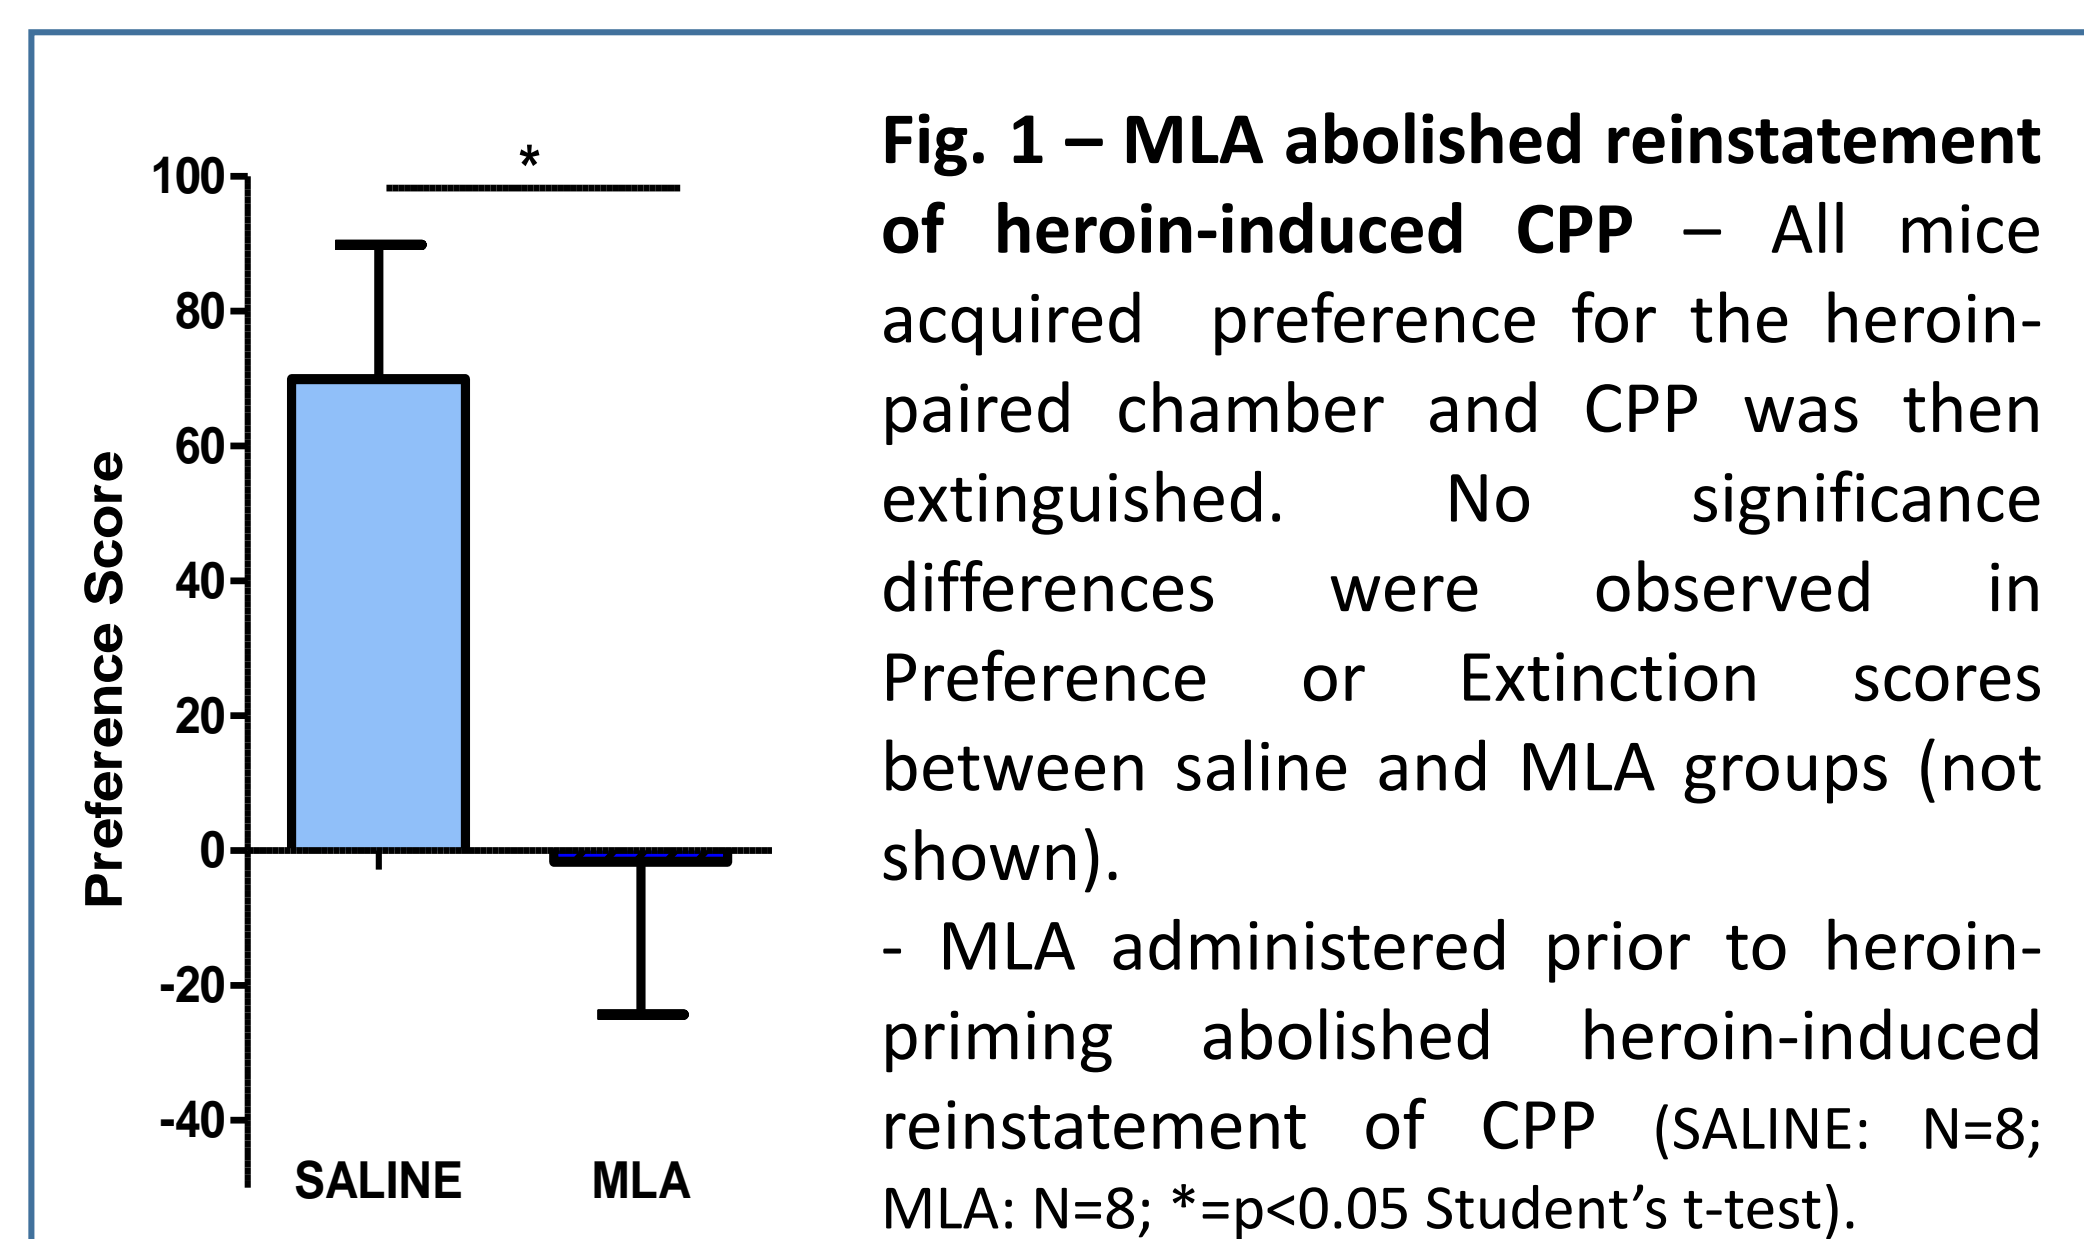 *
100
80
60
40
20
0
-20
-40
Preference Score
SALINE MLA
Fig. 1 – MLA abolished reinstatement
of heroin-induced CPP – All mice
acquired preference for the heroin-
paired chamber and CPP was then
extinguished. No significance
differences were observed in
Preference or Extinction scores
between saline and MLA groups (not
shown).
- MLA administered prior to heroin-
priming abolished heroin-induced
reinstatement of CPP (SALINE: N=8;
MLA: N=8; *=p<0.05 Student’s t-test).